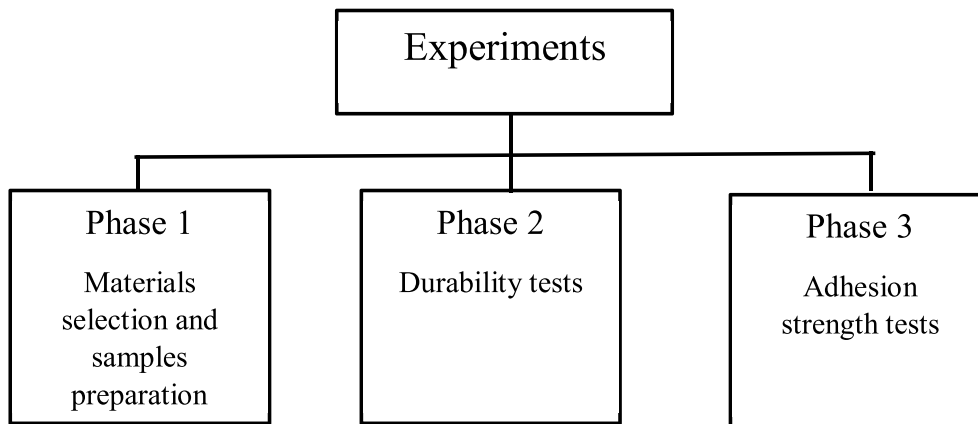 Experiments
Phase 1
Materials
selection and
samples
preparation
Phase 2
Durability tests
Phase 3
Adhesion
strength tests